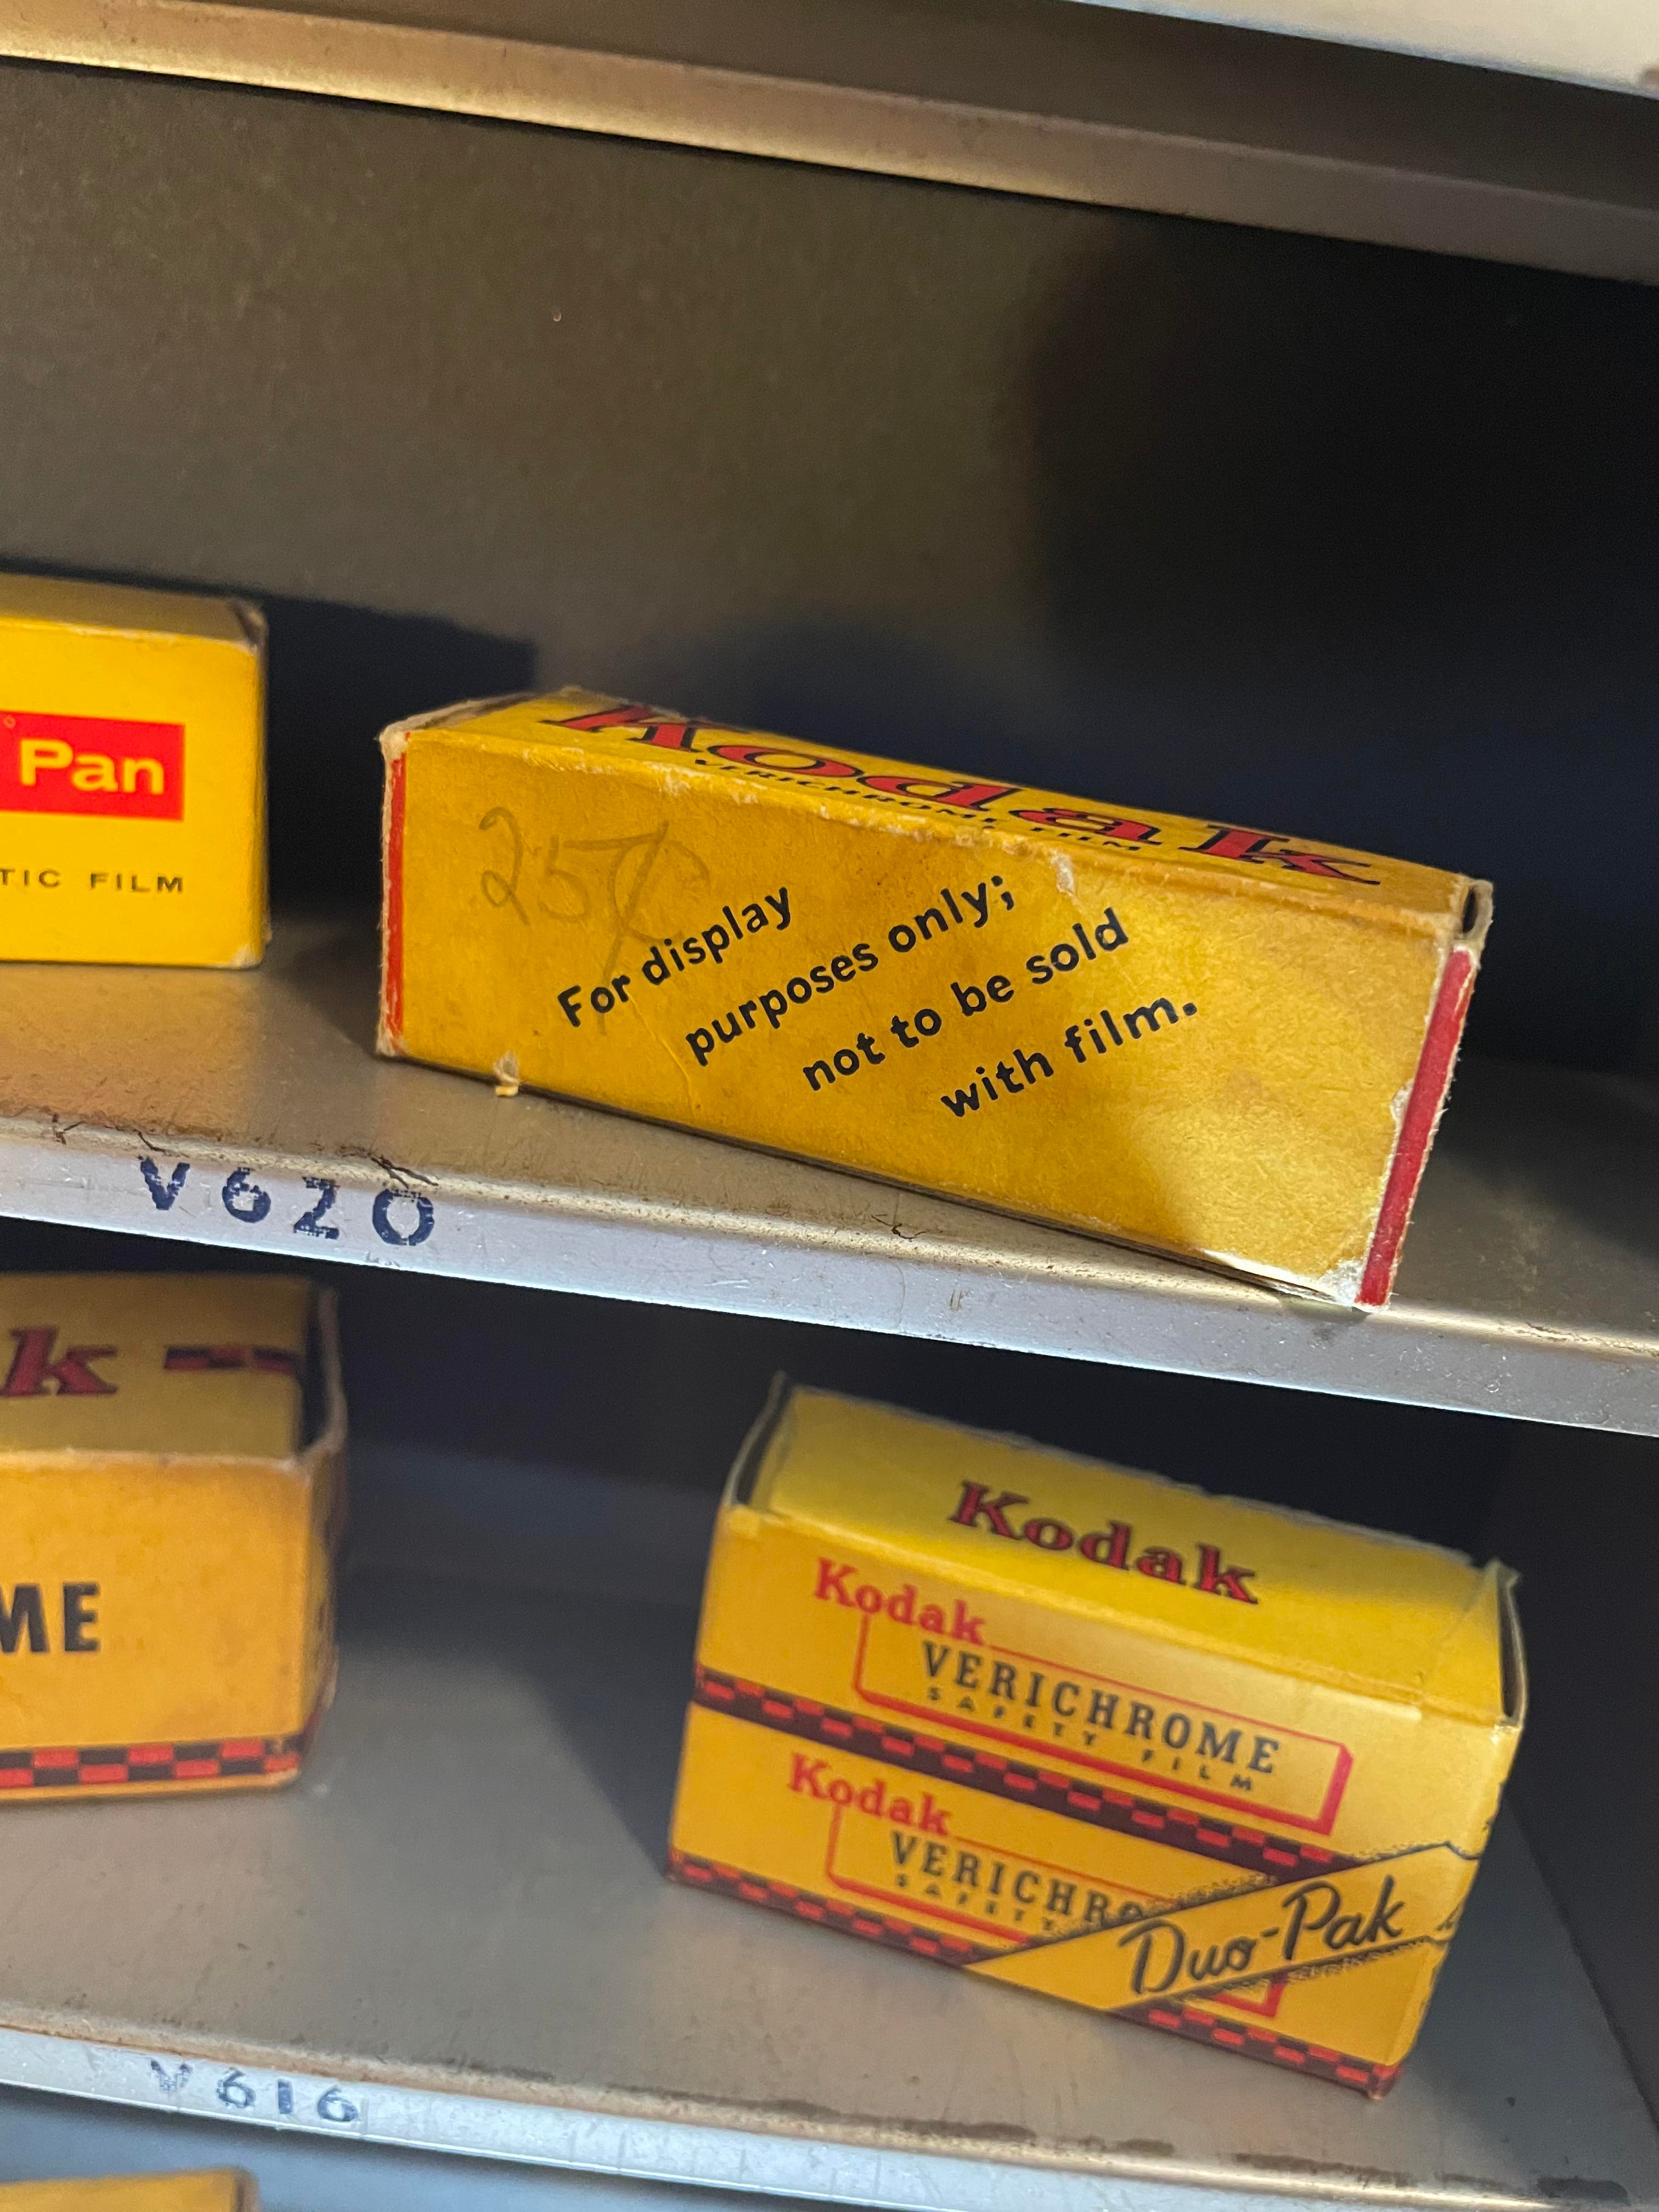 Pan
TIC FILM
Kodak
VERICHROME FILM
25¢
For display
purposes only;
not to be sold
with film.
V620
k
ME
Kodak
Kodak
VERICHROME
SAFETY FILM
Kodak
VERICHRO
SAFETY
Duo-Pak
V616